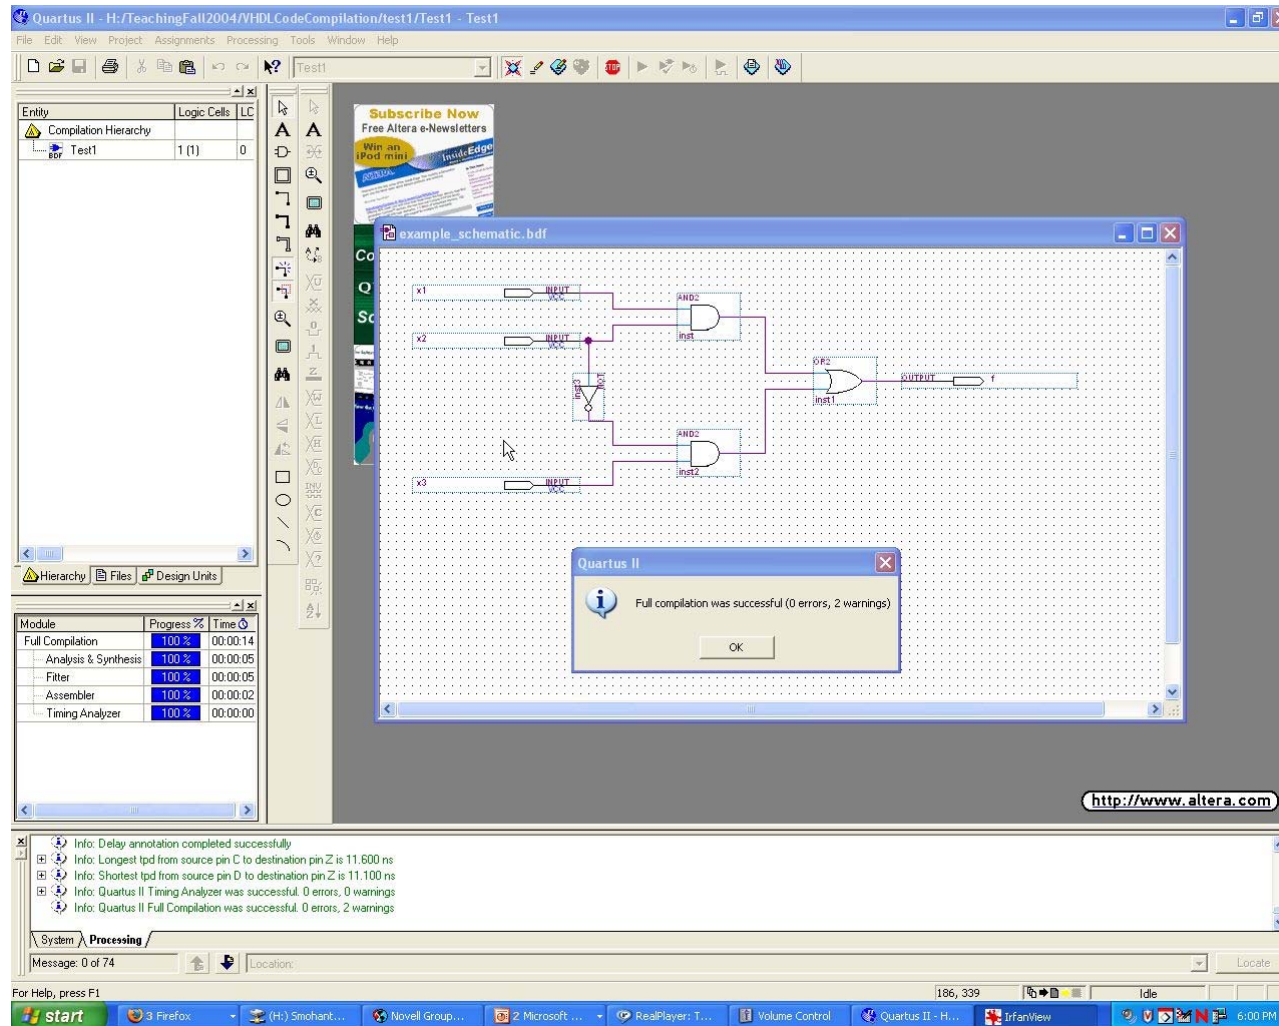 Quartus II - H:/TeachingFall2004/VHDLCodeCompilation/test1/Test1 - Test1
File Edit View Project Assignments Processing Tools Window Help
Test1
Entity Logic Cells LC
Compilation Hierarchy
BDF Test1 1 (1) 0
Hierarchy Files Design Units
Module Progress % Time
Full Compilation 100 % 00:00:14
Analysis & Synthesis 100 % 00:00:05
Fitter 100 % 00:00:05
Assembler 100 % 00:00:02
Timing Analyzer 100 % 00:00:00
Subscribe Now
Free Altera e-Newsletters
Win an
iPod mini
InsideEdge
Co
Q
So
example_schematic.bdf
x1 INPUT
VCC
AND2
inst
x2 INPUT
VCC
OR2
inst1
OUTPUT f
inst3 NOT
AND2
inst2
x3 INPUT
VCC
Quartus II
Full compilation was successful (0 errors, 2 warnings)
OK
http://www.altera.com
Info: Delay annotation completed successfully
Info: Longest tpd from source pin C to destination pin Z is 11.600 ns
Info: Shortest tpd from source pin D to destination pin Z is 11.100 ns
Info: Quartus II Timing Analyzer was successful. 0 errors, 0 warnings
Info: Quartus II Full Compilation was successful. 0 errors, 2 warnings
System Processing
Message: 0 of 74 Location: Locate
For Help, press F1 186, 339 Idle
start 3 Firefox (H:) Smohant... Novell Group... 2 Microsoft ... RealPlayer: T... Volume Control Quartus II - H... IrfanView 6:00 PM